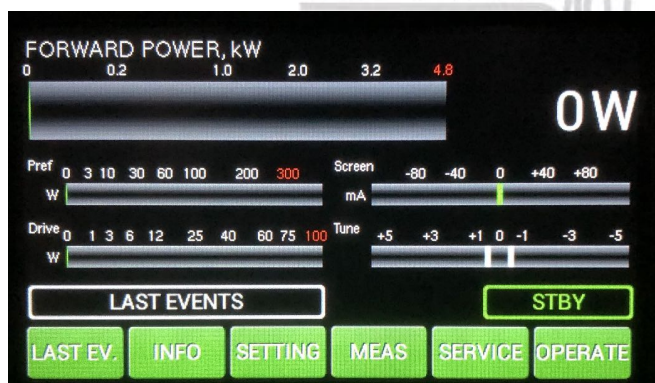 FORWARD POWER, kW
0 0.2 1.0 2.0 3.2 4.8
0W
Pref 0 3 10 30 60 100 200 300
W
Screen -80 -40 0 +40 +80
mA
Drive 0 1 3 6 12 25 40 60 75 100
W
Tune +5 +3 +1 0 -1 -3 -5
LAST EVENTS
STBY
LAST EV. INFO SETTING MEAS SERVICE OPERATE